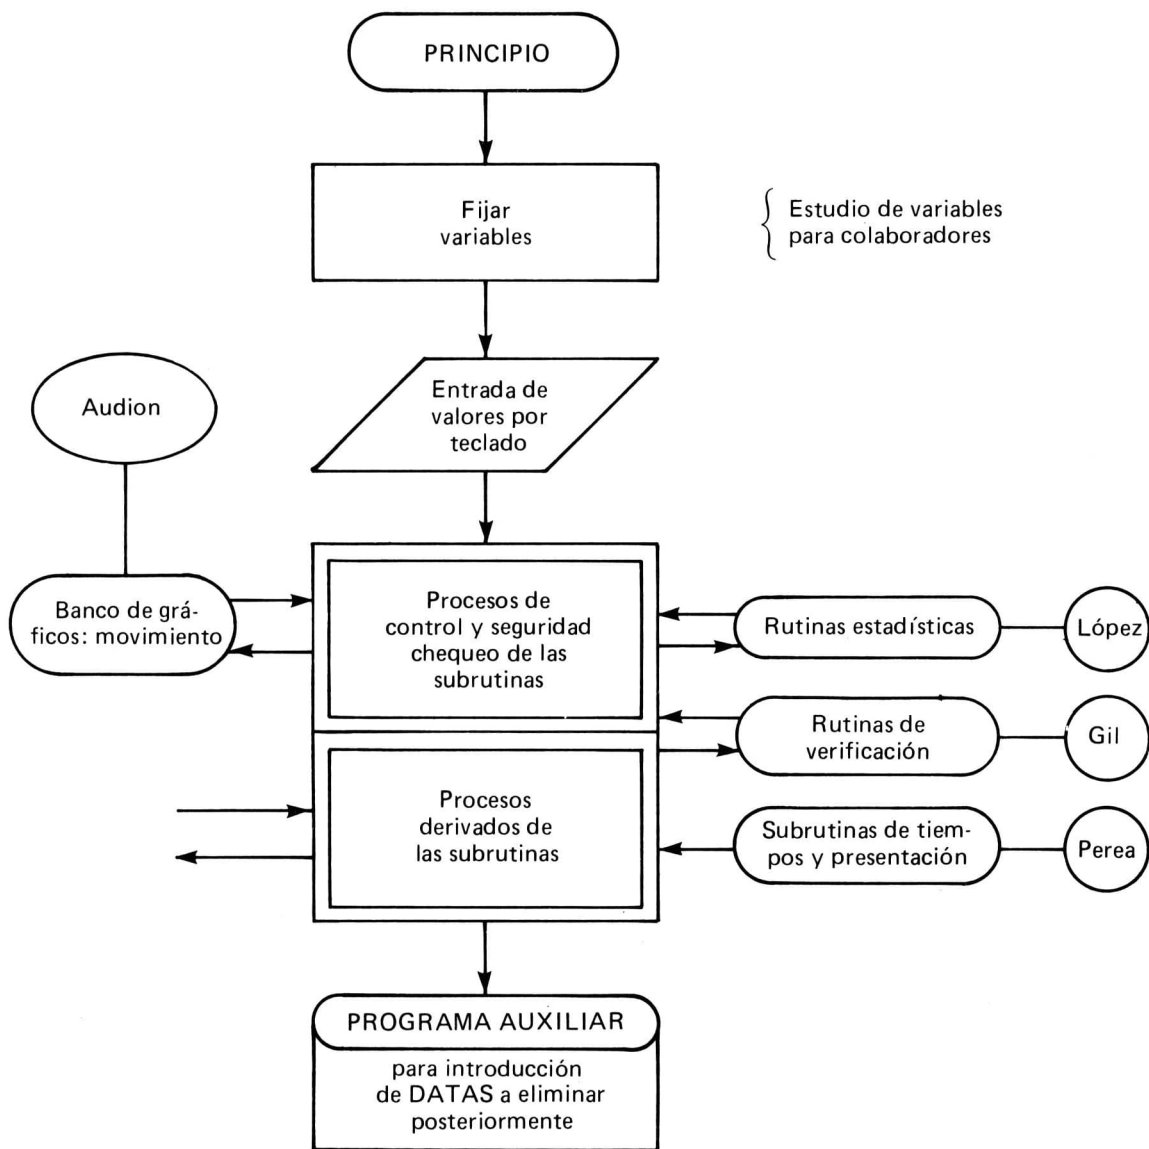 PRINCIPIO
Fijar
variables
Estudio de variables
para colaboradores
Entrada de
valores por
teclado
Audion
Banco de grá-
ficos: movimiento
Procesos de
control y seguridad
chequeo de las
subrutinas
Rutinas estadísticas
López
Rutinas de
verificación
Gil
Procesos
derivados de
las subrutinas
Subrutinas de tiem-
pos y presentación
Perea
PROGRAMA AUXILIAR
para introducción
de DATAS a eliminar
posteriormente